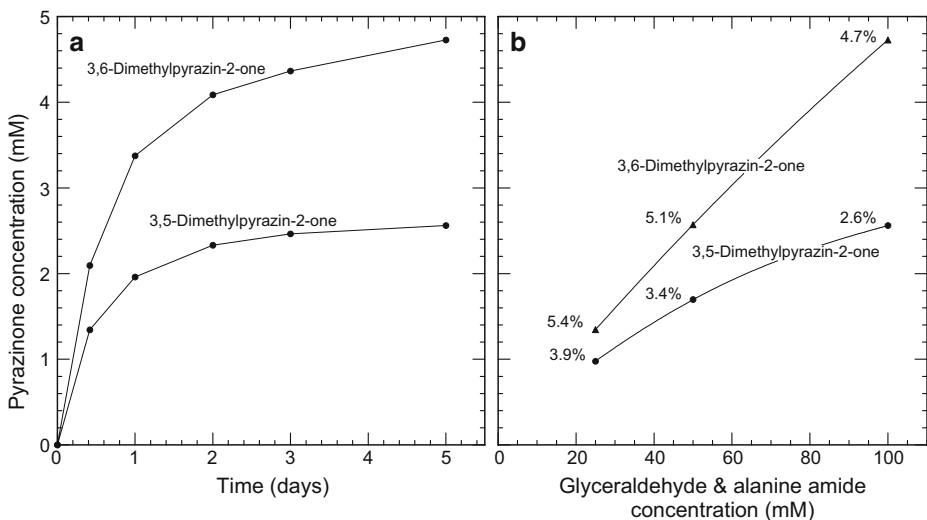 Pyrazinone concentration (mM)
5
4
3
2
1
0
a
3,6-Dimethylpyrazin-2-one
3,5-Dimethylpyrazin-2-one
0
1
2
3
4
5
Time (days)
b
4.7%
3,6-Dimethylpyrazin-2-one
5.1%
2.6%
3,5-Dimethylpyrazin-2-one
3.4%
5.4%
3.9%
0
20
40
60
80
100
Glyceraldehyde & alanine amide
concentration (mM)